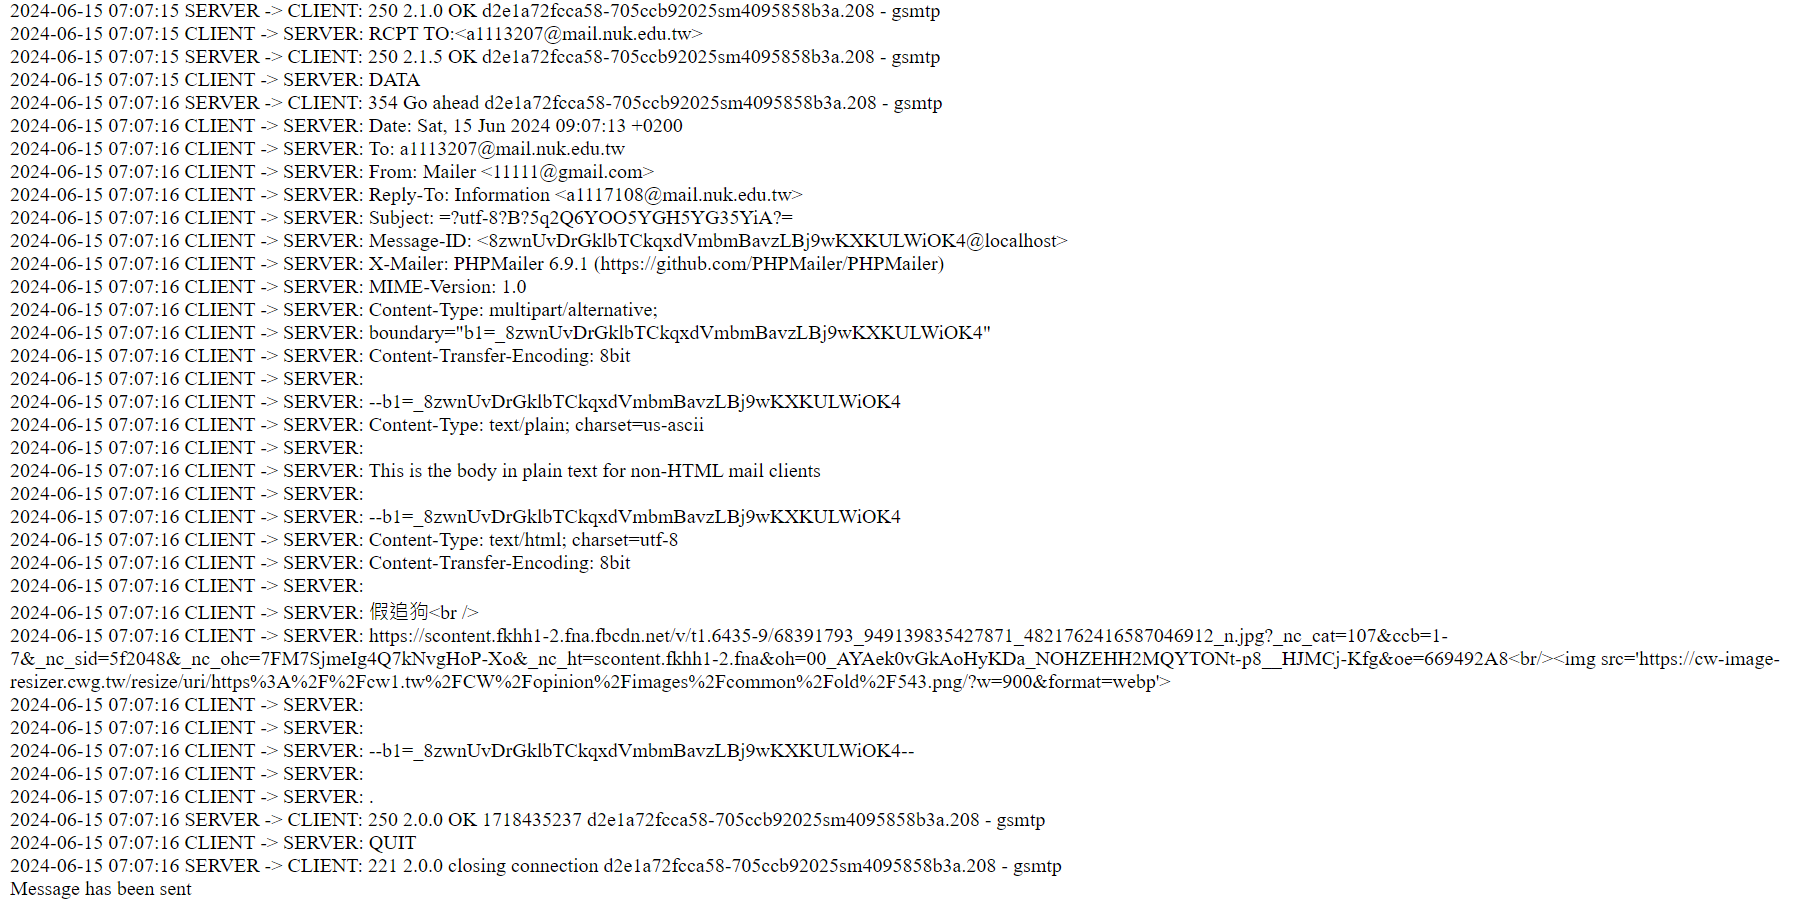 2024-06-15 07:07:15 SERVER -> CLIENT: 250 2.1.0 OK d2e1a72fcca58-705ccb92025sm4095858b3a.208 - gsmtp
2024-06-15 07:07:15 CLIENT -> SERVER: RCPT TO:<a1113207@mail.nuk.edu.tw>
2024-06-15 07:07:15 SERVER -> CLIENT: 250 2.1.5 OK d2e1a72fcca58-705ccb92025sm4095858b3a.208 - gsmtp
2024-06-15 07:07:15 CLIENT -> SERVER: DATA
2024-06-15 07:07:16 SERVER -> CLIENT: 354 Go ahead d2e1a72fcca58-705ccb92025sm4095858b3a.208 - gsmtp
2024-06-15 07:07:16 CLIENT -> SERVER: Date: Sat, 15 Jun 2024 09:07:13 +0200
2024-06-15 07:07:16 CLIENT -> SERVER: To: a1113207@mail.nuk.edu.tw
2024-06-15 07:07:16 CLIENT -> SERVER: From: Mailer <11111@gmail.com>
2024-06-15 07:07:16 CLIENT -> SERVER: Reply-To: Information <a1117108@mail.nuk.edu.tw>
2024-06-15 07:07:16 CLIENT -> SERVER: Subject: =?utf-8?B?5q2Q6YOO5YGH5YG35YiA?=
2024-06-15 07:07:16 CLIENT -> SERVER: Message-ID: <8zwnUvDrGklbTCkqxdVmbmBavzLBj9wKXKULWiOK4@localhost>
2024-06-15 07:07:16 CLIENT -> SERVER: X-Mailer: PHPMailer 6.9.1 (https://github.com/PHPMailer/PHPMailer)
2024-06-15 07:07:16 CLIENT -> SERVER: MIME-Version: 1.0
2024-06-15 07:07:16 CLIENT -> SERVER: Content-Type: multipart/alternative;
2024-06-15 07:07:16 CLIENT -> SERVER: boundary="b1=_8zwnUvDrGklbTCkqxdVmbmBavzLBj9wKXKULWiOK4"
2024-06-15 07:07:16 CLIENT -> SERVER: Content-Transfer-Encoding: 8bit
2024-06-15 07:07:16 CLIENT -> SERVER:
2024-06-15 07:07:16 CLIENT -> SERVER: --b1=_8zwnUvDrGklbTCkqxdVmbmBavzLBj9wKXKULWiOK4
2024-06-15 07:07:16 CLIENT -> SERVER: Content-Type: text/plain; charset=us-ascii
2024-06-15 07:07:16 CLIENT -> SERVER:
2024-06-15 07:07:16 CLIENT -> SERVER: This is the body in plain text for non-HTML mail clients
2024-06-15 07:07:16 CLIENT -> SERVER:
2024-06-15 07:07:16 CLIENT -> SERVER: --b1=_8zwnUvDrGklbTCkqxdVmbmBavzLBj9wKXKULWiOK4
2024-06-15 07:07:16 CLIENT -> SERVER: Content-Type: text/html; charset=utf-8
2024-06-15 07:07:16 CLIENT -> SERVER: Content-Transfer-Encoding: 8bit
2024-06-15 07:07:16 CLIENT -> SERVER:
2024-06-15 07:07:16 CLIENT -> SERVER: 假追狗<br />
2024-06-15 07:07:16 CLIENT -> SERVER: https://scontent.fkhh1-2.fna.fbcdn.net/v/t1.6435-9/68391793_949139835427871_4821762416587046912_n.jpg?_nc_cat=107&ccb=1-
7&_nc_sid=5f2048&_nc_ohc=7FM7SjmeIg4Q7kNvgHoP-Xo&_nc_ht=scontent.fkhh1-2.fna&oh=00_AYAek0vGkAoHyKDa_NOHZEHH2MQYTONt-p8__HJMCj-Kfg&oe=669492A8<br/><img src='https://cw-image-
resizer.cwg.tw/resize/uri/https%3A%2F%2Fcw1.tw%2FCW%2Fopinion%2Fimages%2Fcommon%2Fold%2F543.png/?w=900&format=webp'>
2024-06-15 07:07:16 CLIENT -> SERVER:
2024-06-15 07:07:16 CLIENT -> SERVER:
2024-06-15 07:07:16 CLIENT -> SERVER: --b1=_8zwnUvDrGklbTCkqxdVmbmBavzLBj9wKXKULWiOK4--
2024-06-15 07:07:16 CLIENT -> SERVER:
2024-06-15 07:07:16 CLIENT -> SERVER: .
2024-06-15 07:07:16 SERVER -> CLIENT: 250 2.0.0 OK 1718435237 d2e1a72fcca58-705ccb92025sm4095858b3a.208 - gsmtp
2024-06-15 07:07:16 CLIENT -> SERVER: QUIT
2024-06-15 07:07:16 SERVER -> CLIENT: 221 2.0.0 closing connection d2e1a72fcca58-705ccb92025sm4095858b3a.208 - gsmtp
Message has been sent